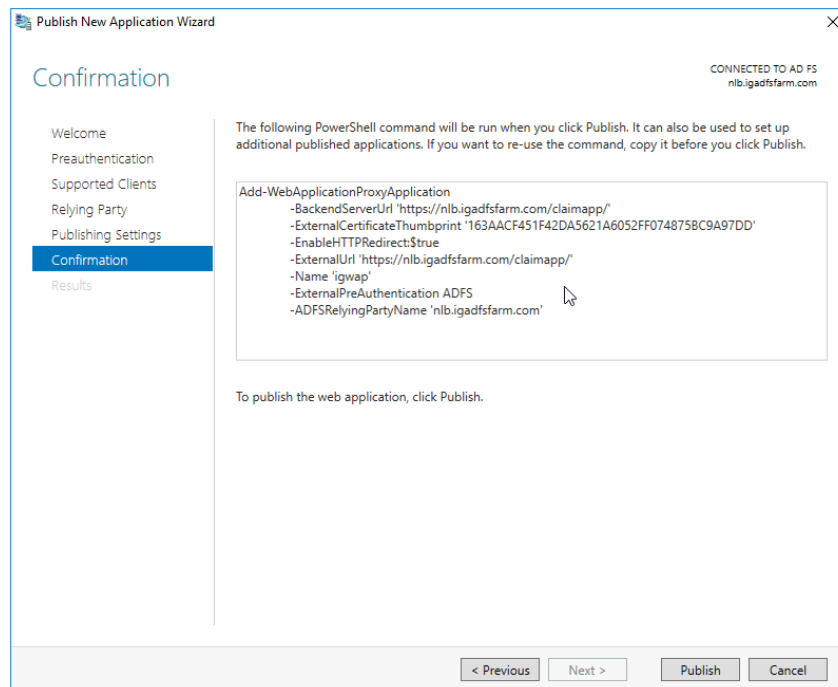 Publish New Application Wizard
Confirmation
CONNECTED TO AD FS
nlb.igadfsfarm.com
Welcome
Preauthentication
Supported Clients
Relying Party
Publishing Settings
Confirmation
Results
The following PowerShell command will be run when you click Publish. It can also be used to set up
additional published applications. If you want to re-use the command, copy it before you click Publish.
Add-WebApplicationProxyApplication
-BackendServerUrl 'https://nlb.igadfsfarm.com/claimapp/'
-ExternalCertificateThumbprint '163AACF451F42DA5621A6052FF074875BC9A97DD'
-EnableHTTPRedirect:$true
-ExternalUrl 'https://nlb.igadfsfarm.com/claimapp/'
-Name 'igwap'
-ExternalPreAuthentication ADFS
-ADFSRelyingPartyName 'nlb.igadfsfarm.com'
To publish the web application, click Publish.
< Previous
Next >
Publish
Cancel